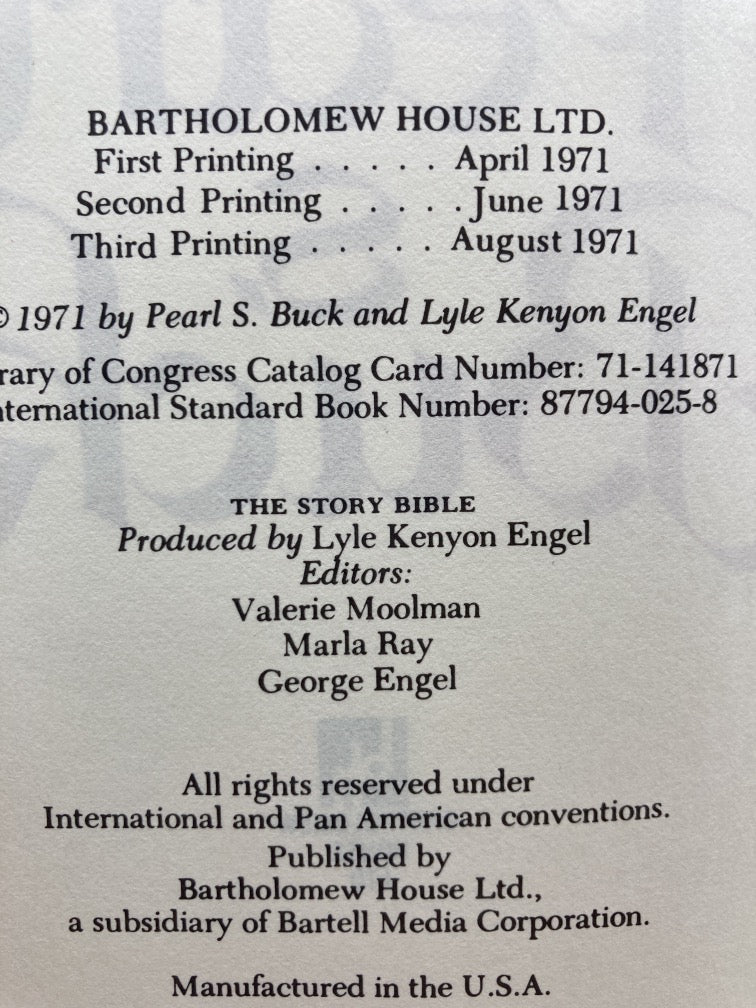 BARTHOLOMEW HOUSE LTD.
First Printing . . . . . April 1971
Second Printing . . . . . June 1971
Third Printing . . . . . August 1971
© 1971 by Pearl S. Buck and Lyle Kenyon Engel
rary of Congress Catalog Card Number: 71-141871
nternational Standard Book Number: 87794-025-8
THE STORY BIBLE
Produced by Lyle Kenyon Engel
Editors:
Valerie Moolman
Marla Ray
George Engel
All rights reserved under
International and Pan American conventions.
Published by
Bartholomew House Ltd.,
a subsidiary of Bartell Media Corporation.
Manufactured in the U.S.A.